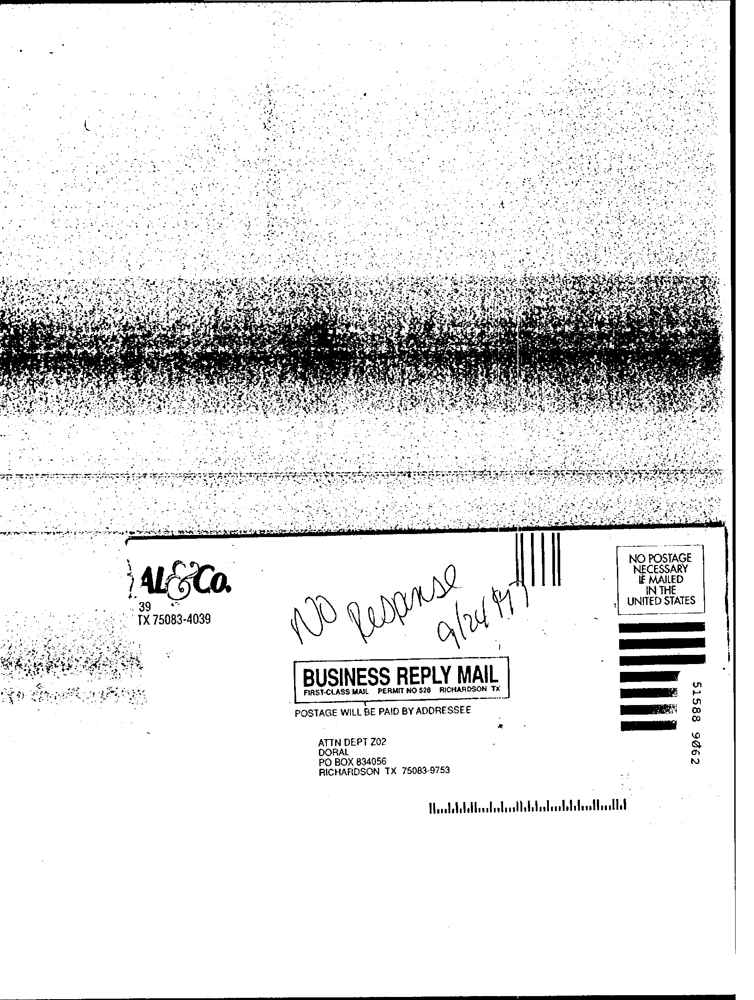 AL&Co.
39
TX 75083-4039
NO Response
9/24/97
NO POSTAGE
NECESSARY
IF MAILED
IN THE
UNITED STATES
BUSINESS REPLY MAIL
FIRST-CLASS MAIL PERMIT NO 526 RICHARDSON TX
POSTAGE WILL BE PAID BY ADDRESSEE
ATTN DEPT Z02
DORAL
PO BOX 834056
RICHARDSON TX 75083-9753
51588 9062